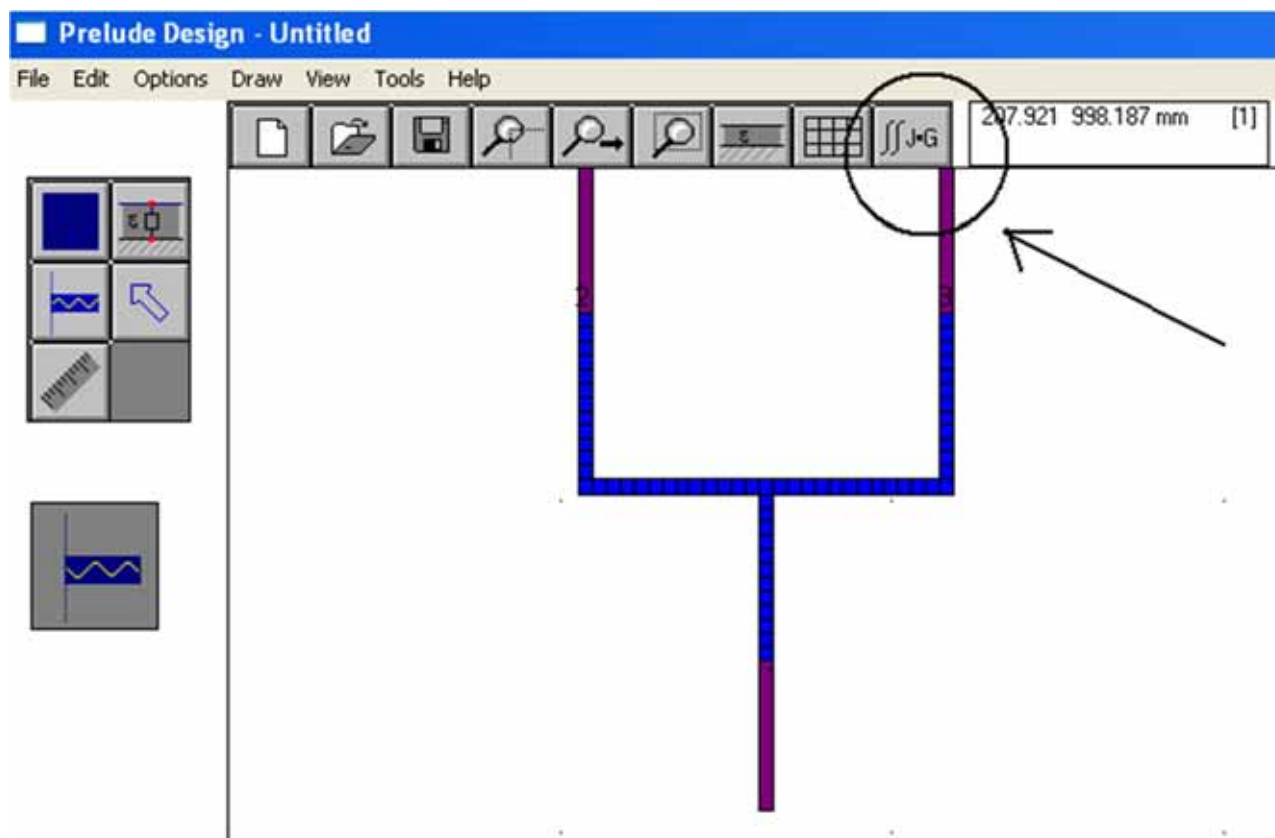 Prelude Design - Untitled
File Edit Options Draw View Tools Help
ε ∬ J•G 998.187 mm [1]